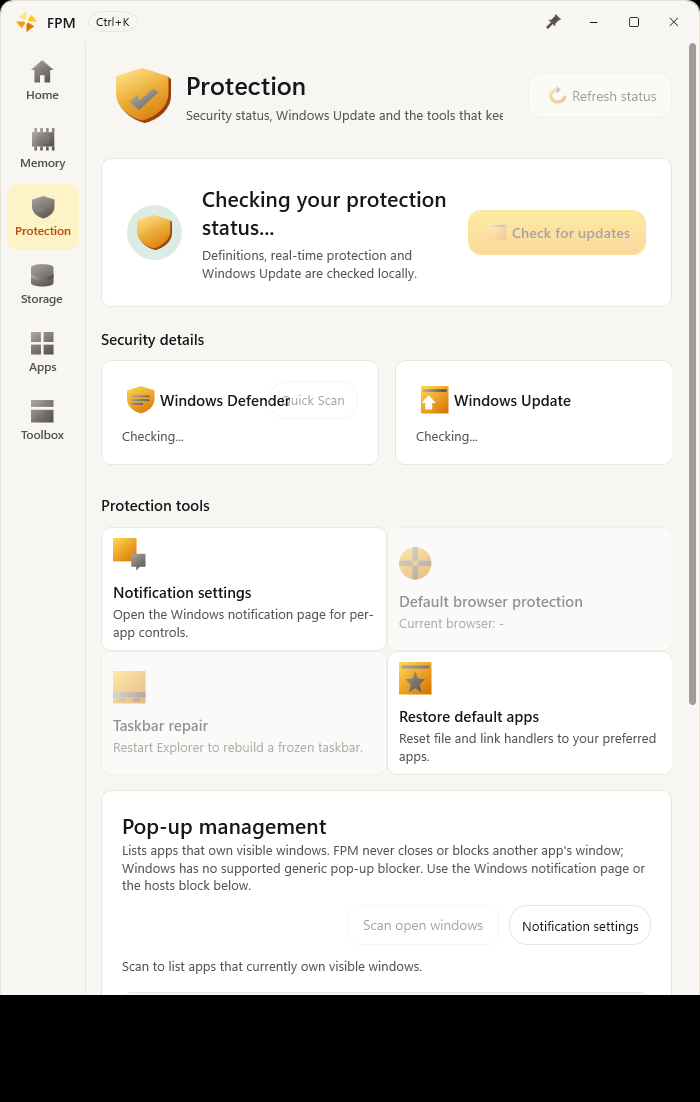 FPM Ctrl+K
Home
Memory
Protection
Storage
Apps
Toolbox
Protection
Security status, Windows Update and the tools that kee
Refresh status
Checking your protection
status...
Definitions, real-time protection and
Windows Update are checked locally.
Check for updates
Security details
Windows Defender
Quick Scan
Checking...
Windows Update
Checking...
Protection tools
Notification settings
Open the Windows notification page for per-
app controls.
Default browser protection
Current browser: -
Taskbar repair
Restart Explorer to rebuild a frozen taskbar.
Restore default apps
Reset file and link handlers to your preferred
apps.
Pop-up management
Lists apps that own visible windows. FPM never closes or blocks another app's window;
Windows has no supported generic pop-up blocker. Use the Windows notification page or
the hosts block below.
Scan open windows
Notification settings
Scan to list apps that currently own visible windows.